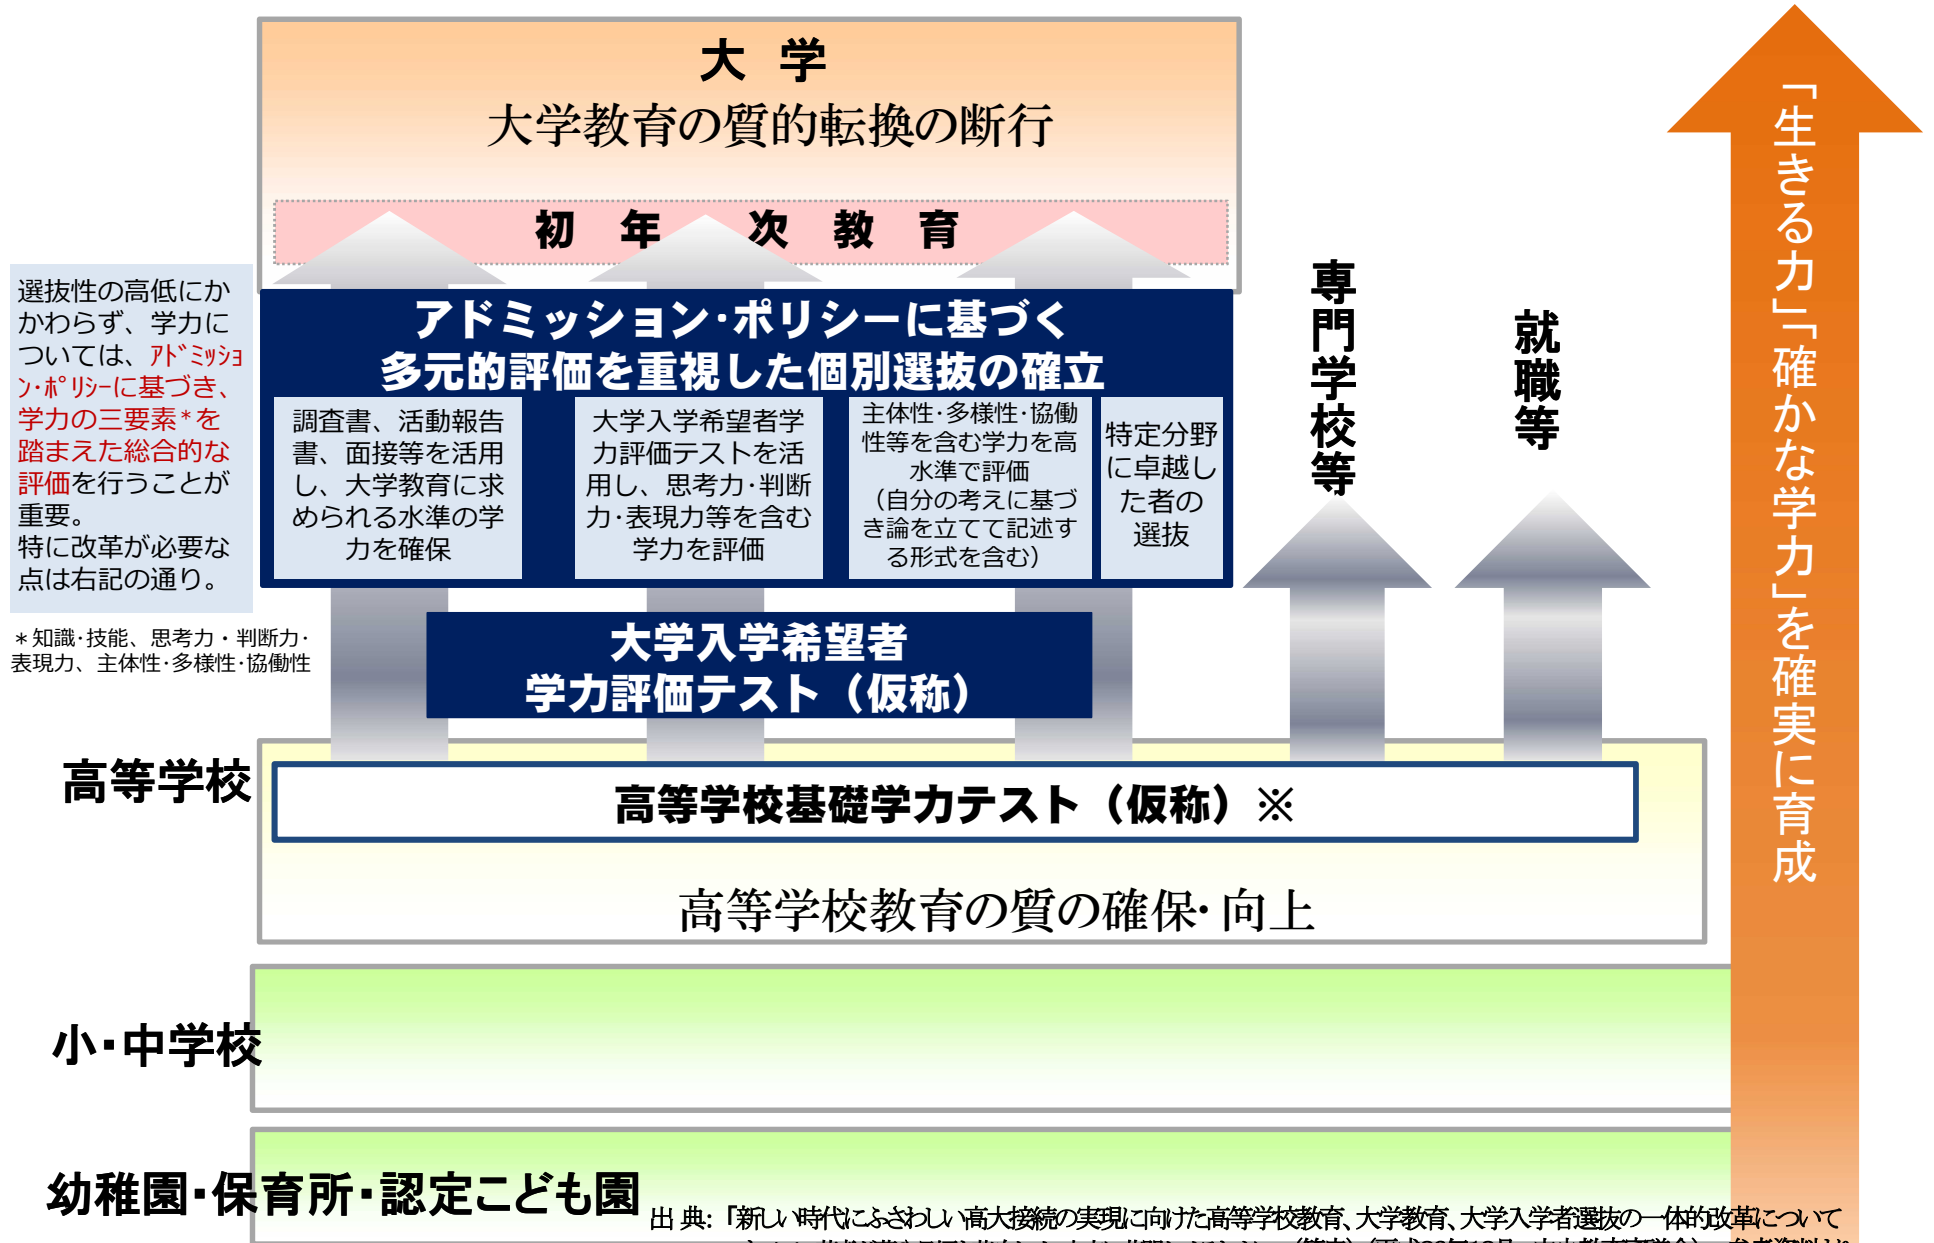 大 学
大学教育の質的転換の断行
初 年 次 教 育
選抜性の高低にか
かわらず、学力に
ついては、ｱﾄﾞﾐｯｼｮ
ﾝ･ﾎﾟﾘｼｰに基づき、
学力の三要素*を
踏まえた総合的な
評価を行うことが
重要。
特に改革が必要な
点は右記の通り。
＊知識･技能、思考力・判断力･
表現力、主体性･多様性･協働性
アドミッション･ポリシーに基づく
多元的評価を重視した個別選抜の確立
調査書、活動報告
書、面接等を活用
し、大学教育に求
められる水準の学
力を確保
大学入学希望者学
力評価テストを活
用し、思考力･判断
力･表現力等を含む
学力を評価
主体性･多様性･協働
性等を含む学力を高
水準で評価
（自分の考えに基づ
き論を立てて記述す
る形式を含む）
特定分野
に卓越し
た者の
選抜
専門学校等
就職等
「生きる力」「確かな学力」を確実に育成
大学入学希望者
学力評価テスト（仮称）
高等学校
高等学校基礎学力テスト（仮称）※
高等学校教育の質の確保･向上
小・中学校
幼稚園・保育所・認定こども園
出 典:「新しい時代にふさわしい高大接続の実現に向けた高等学校教育、大学教育、大学入学者選抜の一体的改革について